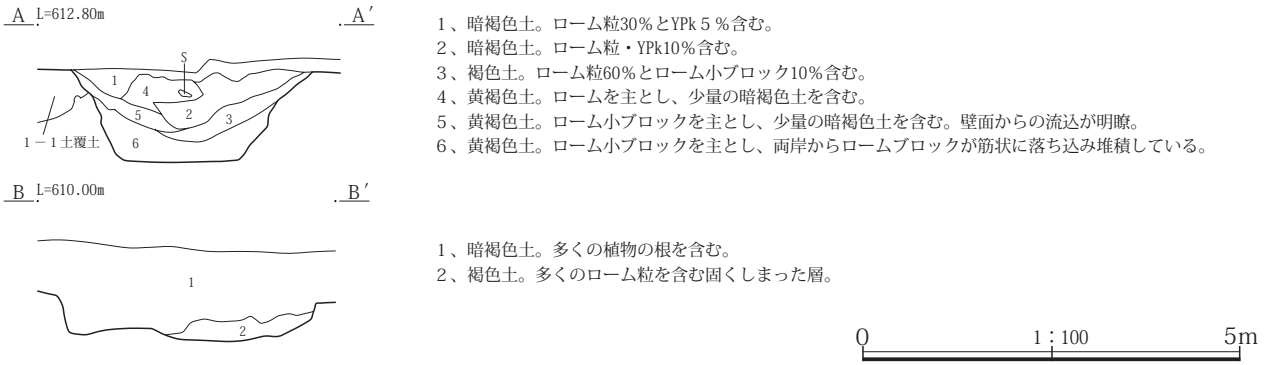 A L=612.80m A′
1、暗褐色土。ローム粒30％とYPk５％含む。
2、暗褐色土。ローム粒・YPk10％含む。
3、褐色土。ローム粒60％とローム小ブロック10％含む。
4、黄褐色土。ロームを主とし、少量の暗褐色土を含む。
5、黄褐色土。ローム小ブロックを主とし、少量の暗褐色土を含む。壁面からの流込が明瞭。
6、黄褐色土。ローム小ブロックを主とし、両岸からロームブロックが筋状に落ち込み堆積している。
S
1
4
2
3
5
6
1－1土覆土
B L=610.00m B′
1、暗褐色土。多くの植物の根を含む。
2、褐色土。多くのローム粒を含む固くしまった層。
1
2
0 1：100 5m